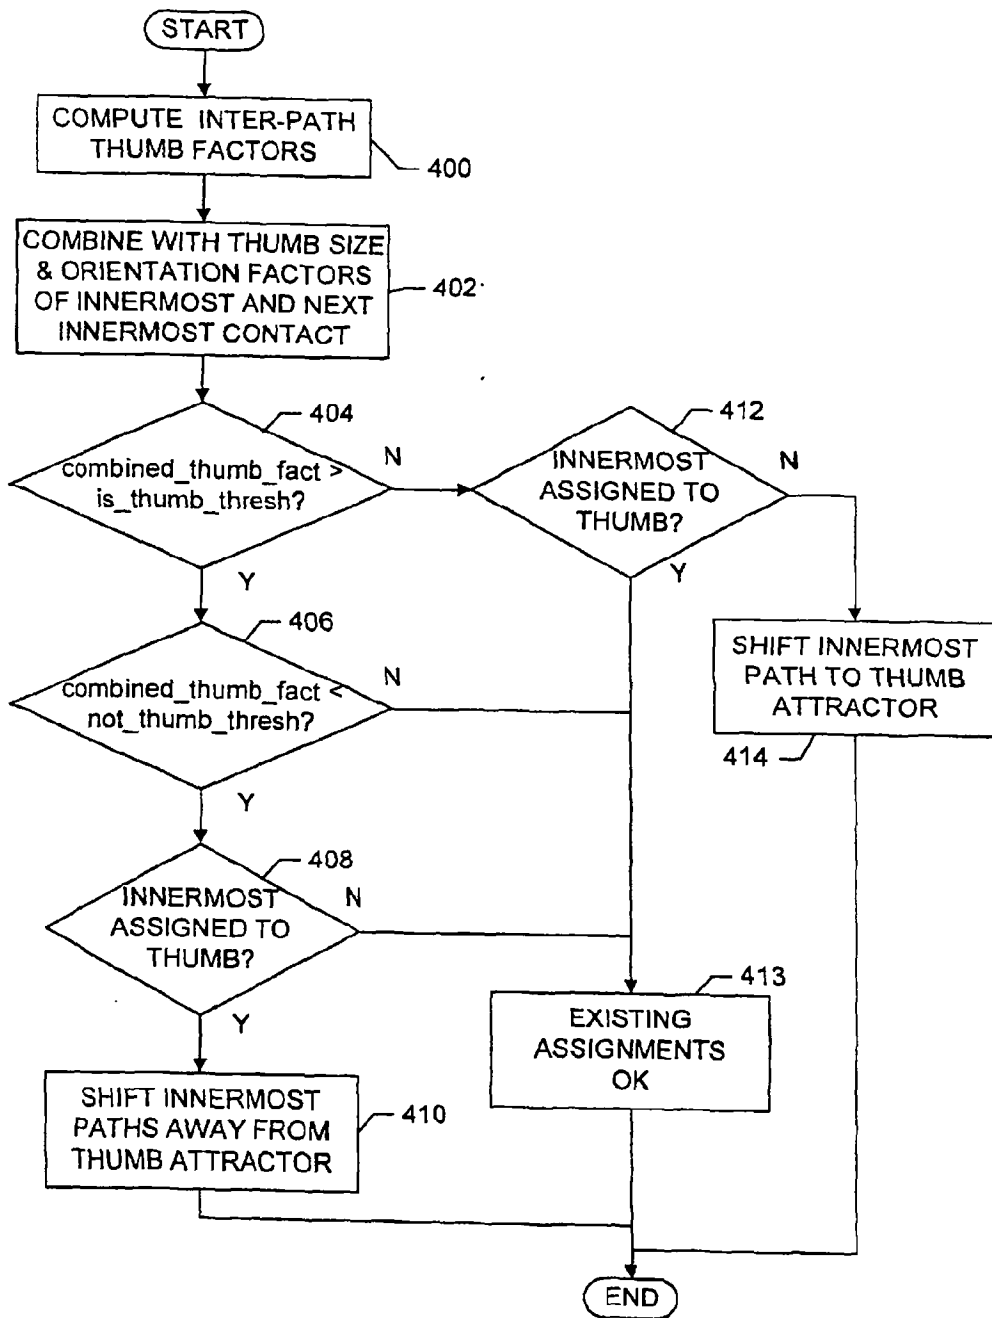 START
COMPUTE INTER-PATH
THUMB FACTORS
400
COMBINE WITH THUMB SIZE
& ORIENTATION FACTORS
OF INNERMOST AND NEXT
INNERMOST CONTACT
402
404
combined_thumb_fact >
is_thumb_thresh?
N
Y
412
INNERMOST
ASSIGNED TO
THUMB?
N
Y
406
combined_thumb_fact <
not_thumb_thresh?
N
Y
SHIFT INNERMOST
PATH TO THUMB
ATTRACTOR
414
408
INNERMOST
ASSIGNED TO
THUMB?
N
Y
413
EXISTING
ASSIGNMENTS
OK
SHIFT INNERMOST
PATHS AWAY FROM
THUMB ATTRACTOR
410
END